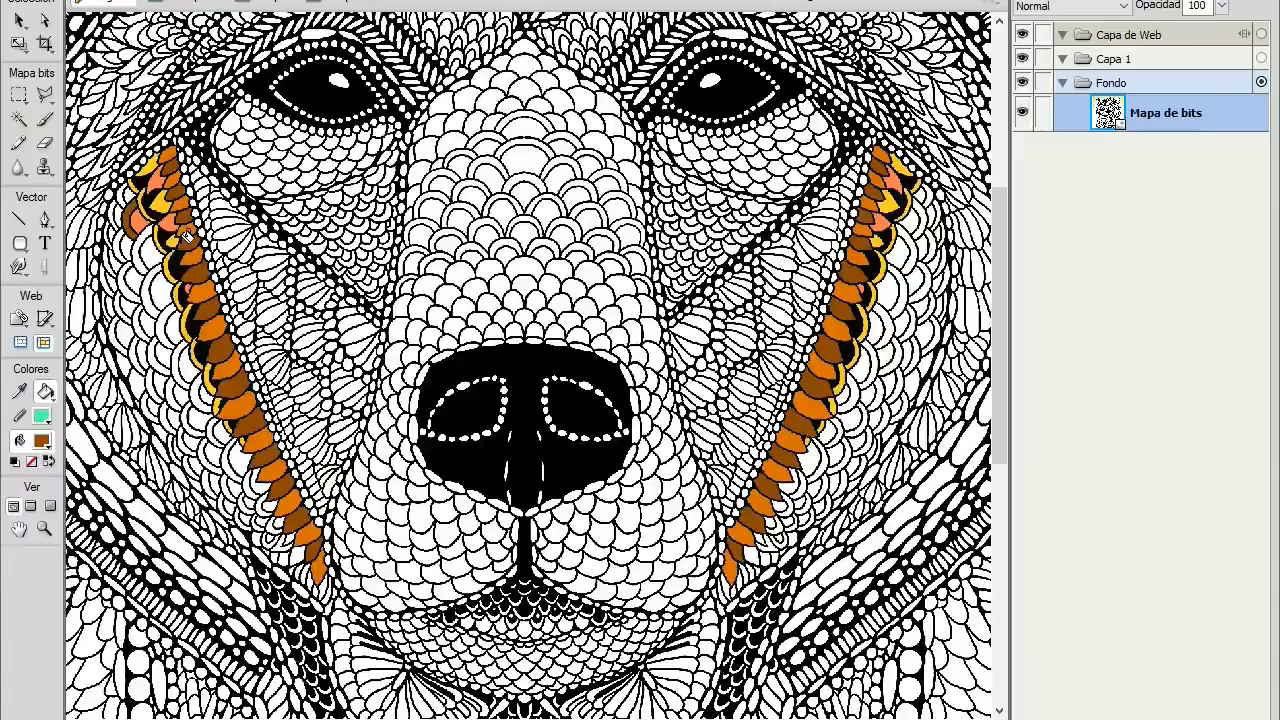 Mapa bits
Vector
T
Web
Colores
Ver
Normal
Opacidad 100
Capa de Web
Capa 1
Fondo
Mapa de bits